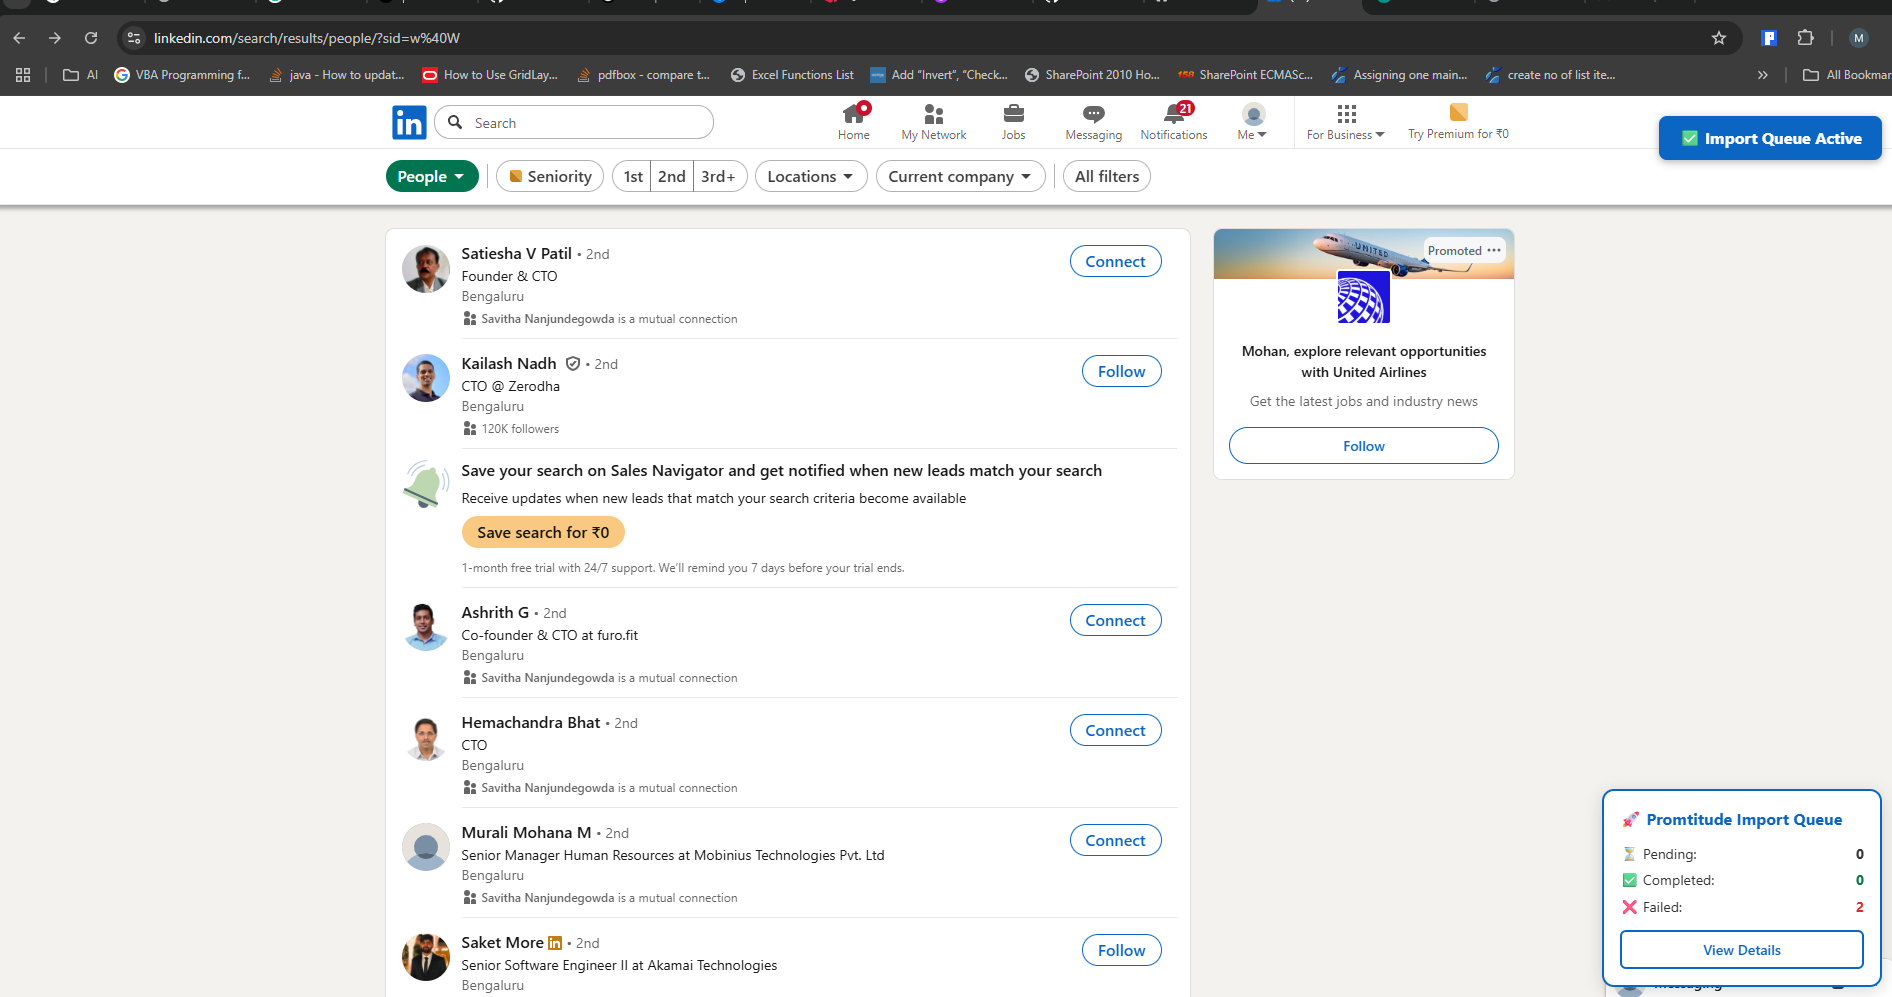 linkedin.com/search/results/people/?sid=w%40W
M
AI
VBA Programming f...
java - How to updat...
How to Use GridLay...
pdfbox - compare t...
Excel Functions List
Add "Invert", "Check...
SharePoint 2010 Ho...
SharePoint ECMASc...
Assigning one main...
create no of list ite...
»
All Bookmar
in
Search
Home
My Network
Jobs
Messaging
21
Notifications
Me
For Business
Try Premium for ₹0
✅ Import Queue Active
People
Seniority
1st
2nd
3rd+
Locations
Current company
All filters
Satiesha V Patil • 2nd
Connect
Founder & CTO
Bengaluru
Savitha Nanjundegowda is a mutual connection
Kailash Nadh • 2nd
Follow
CTO @ Zerodha
Bengaluru
120K followers
Save your search on Sales Navigator and get notified when new leads match your search
Receive updates when new leads that match your search criteria become available
Save search for ₹0
1-month free trial with 24/7 support. We'll remind you 7 days before your trial ends.
Ashrith G • 2nd
Connect
Co-founder & CTO at furo.fit
Bengaluru
Savitha Nanjundegowda is a mutual connection
Hemachandra Bhat • 2nd
Connect
CTO
Bengaluru
Savitha Nanjundegowda is a mutual connection
Murali Mohana M • 2nd
Connect
Senior Manager Human Resources at Mobinius Technologies Pvt. Ltd
Bengaluru
Savitha Nanjundegowda is a mutual connection
Saket More in • 2nd
Follow
Senior Software Engineer II at Akamai Technologies
Bengaluru
UNITED
Promoted •••
Mohan, explore relevant opportunities
with United Airlines
Get the latest jobs and industry news
Follow
🚀 Promtitude Import Queue
⏳ Pending: 0
✅ Completed: 0
❌ Failed: 2
View Details
Messaging